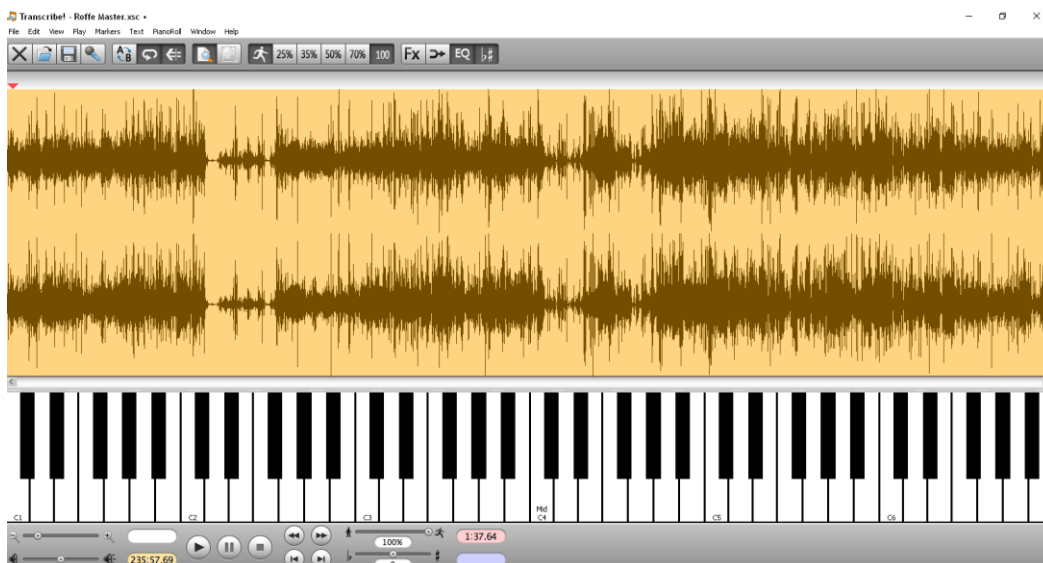 Transcribe! - Roffe Master.xsc •
File Edit View Play Markers Text PianoRoll Window Help
A B 25% 35% 50% 70% 100 Fx EQ ♭♯
C1 C2 C3 Mid C4 C5 C6
100% 1:37.64
235:57.69 ♭ 0 ♯